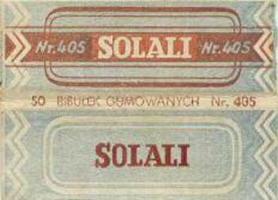 Nr. 405 SOLALI Nr. 405
50 BIBUŁEK GUMOWANYCH Nr. 405
SOLALI